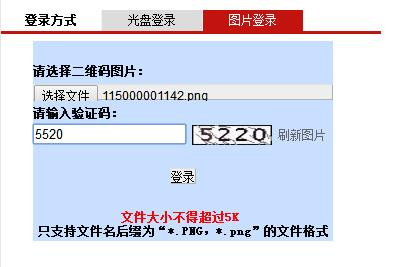 登录方式 光盘登录 图片登录
请选择二维码图片：
选择文件 115000001142.png
请输入验证码：
5520 5220 刷新图片
登录
文件大小不得超过5K
只支持文件名后缀为“*.PNG，*.png”的文件格式